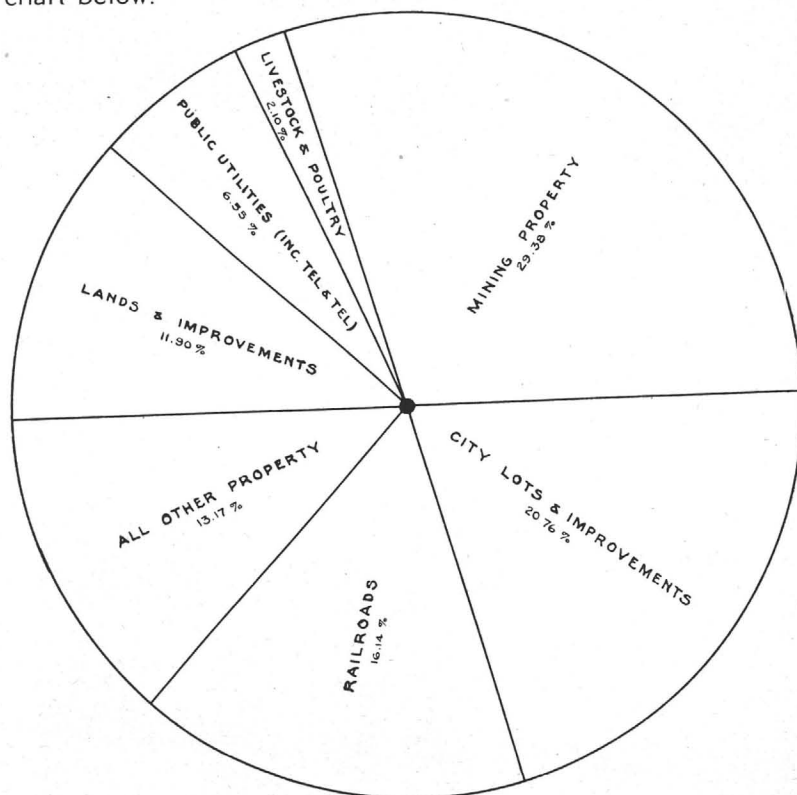 chart below:
LIVESTOCK & POULTRY
2.10%
PUBLIC UTILITIES (INC. TEL & TEL)
6.55 %
MINING PROPERTY
29.38 %
LANDS & IMPROVEMENTS
11.90 %
CITY LOTS & IMPROVEMENTS
20 76 %
ALL OTHER PROPERTY
13.17 %
RAILROADS
16.14 %